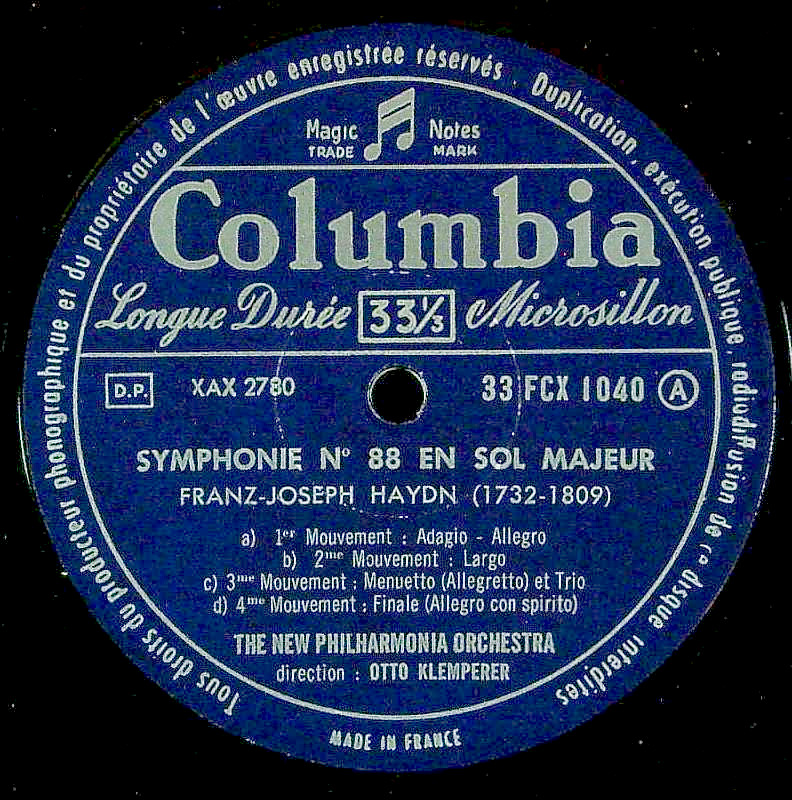 Tous droits du producteur phonographique et du propriétaire de l'œuvre enregistrée réservés . Duplication, exécution publique, radiodiffusion de ce disque interdites
Magic Notes
TRADE MARK
Columbia
Longue Durée 33⅓ Microsillon
D.P. XAX 2780 33 FCX 1040 A
SYMPHONIE Nº 88 EN SOL MAJEUR
FRANZ-JOSEPH HAYDN (1732-1809)
a) 1er Mouvement : Adagio - Allegro
b) 2me Mouvement : Largo
c) 3me Mouvement : Menuetto (Allegretto) et Trio
d) 4me Mouvement : Finale (Allegro con spirito)
THE NEW PHILHARMONIA ORCHESTRA
direction : OTTO KLEMPERER
MADE IN FRANCE